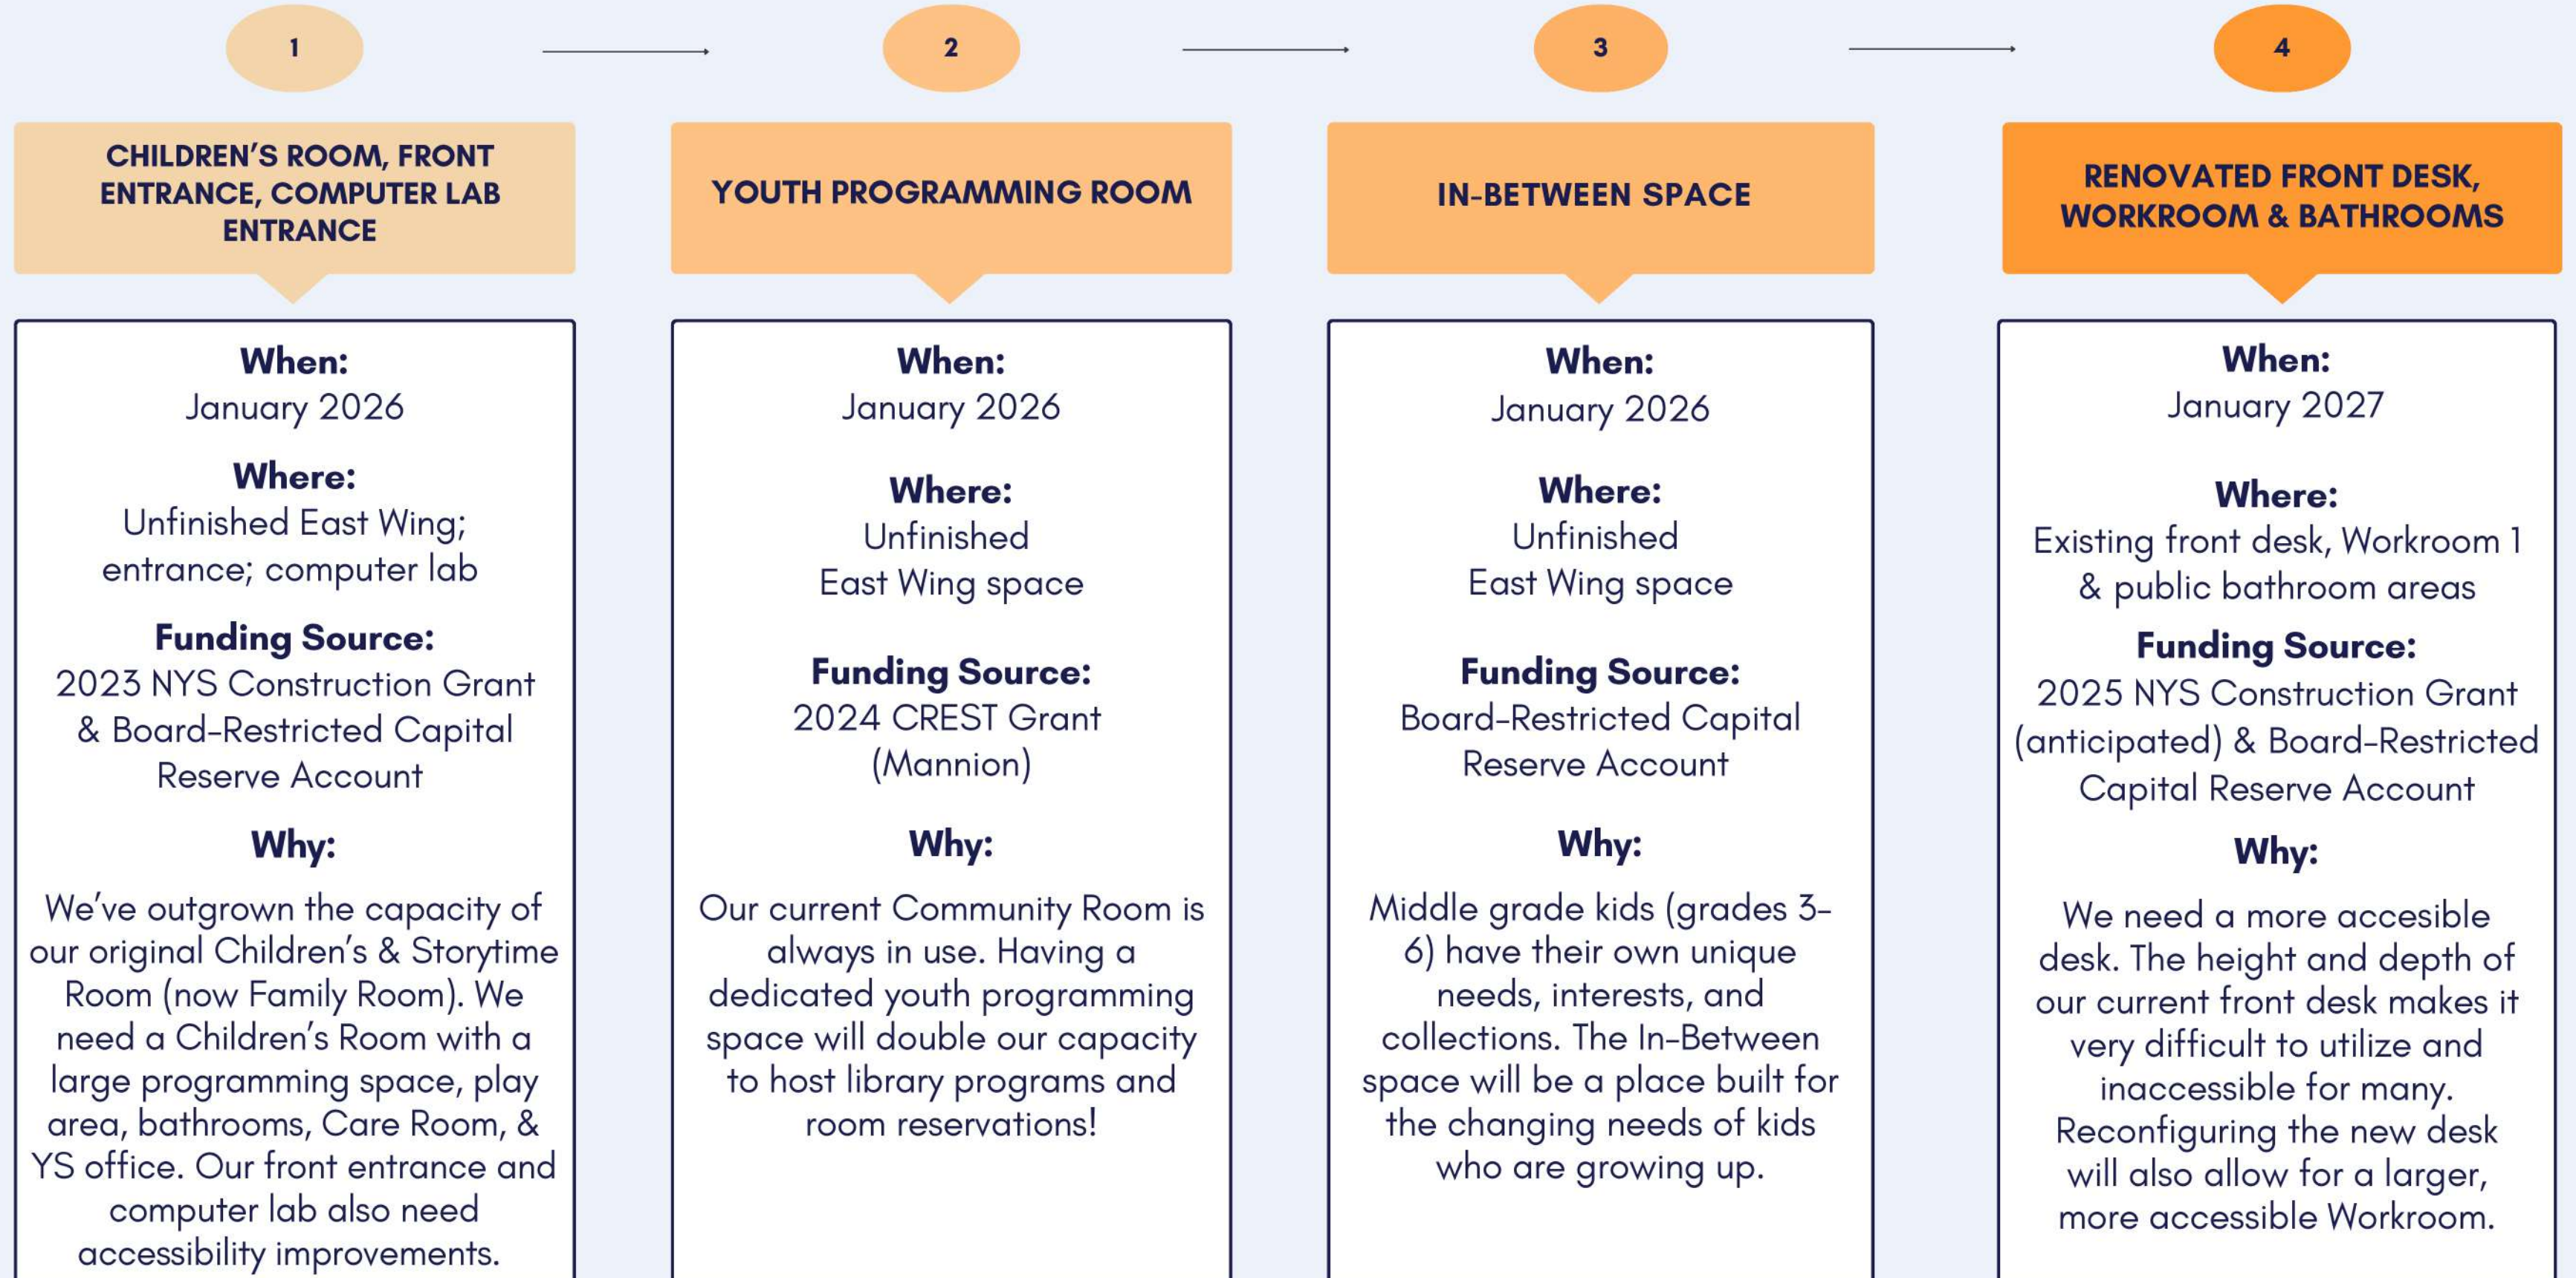 1
CHILDREN'S ROOM, FRONT
ENTRANCE, COMPUTER LAB
ENTRANCE
When:
January 2026
Where:
Unfinished East Wing;
entrance; computer lab
Funding Source:
2023 NYS Construction Grant
& Board-Restricted Capital
Reserve Account
Why:
We've outgrown the capacity of
our original Children's & Storytime
Room (now Family Room). We
need a Children's Room with a
large programming space, play
area, bathrooms, Care Room, &
YS office. Our front entrance and
computer lab also need
accessibility improvements.
2
YOUTH PROGRAMMING ROOM
When:
January 2026
Where:
Unfinished
East Wing space
Funding Source:
2024 CREST Grant
(Mannion)
Why:
Our current Community Room is
always in use. Having a
dedicated youth programming
space will double our capacity
to host library programs and
room reservations!
3
IN-BETWEEN SPACE
When:
January 2026
Where:
Unfinished
East Wing space
Funding Source:
Board-Restricted Capital
Reserve Account
Why:
Middle grade kids (grades 3-
6) have their own unique
needs, interests, and
collections. The In-Between
space will be a place built for
the changing needs of kids
who are growing up.
4
RENOVATED FRONT DESK,
WORKROOM & BATHROOMS
When:
January 2027
Where:
Existing front desk, Workroom 1
& public bathroom areas
Funding Source:
2025 NYS Construction Grant
(anticipated) & Board-Restricted
Capital Reserve Account
Why:
We need a more accesible
desk. The height and depth of
our current front desk makes it
very difficult to utilize and
inaccessible for many.
Reconfiguring the new desk
will also allow for a larger,
more accessible Workroom.